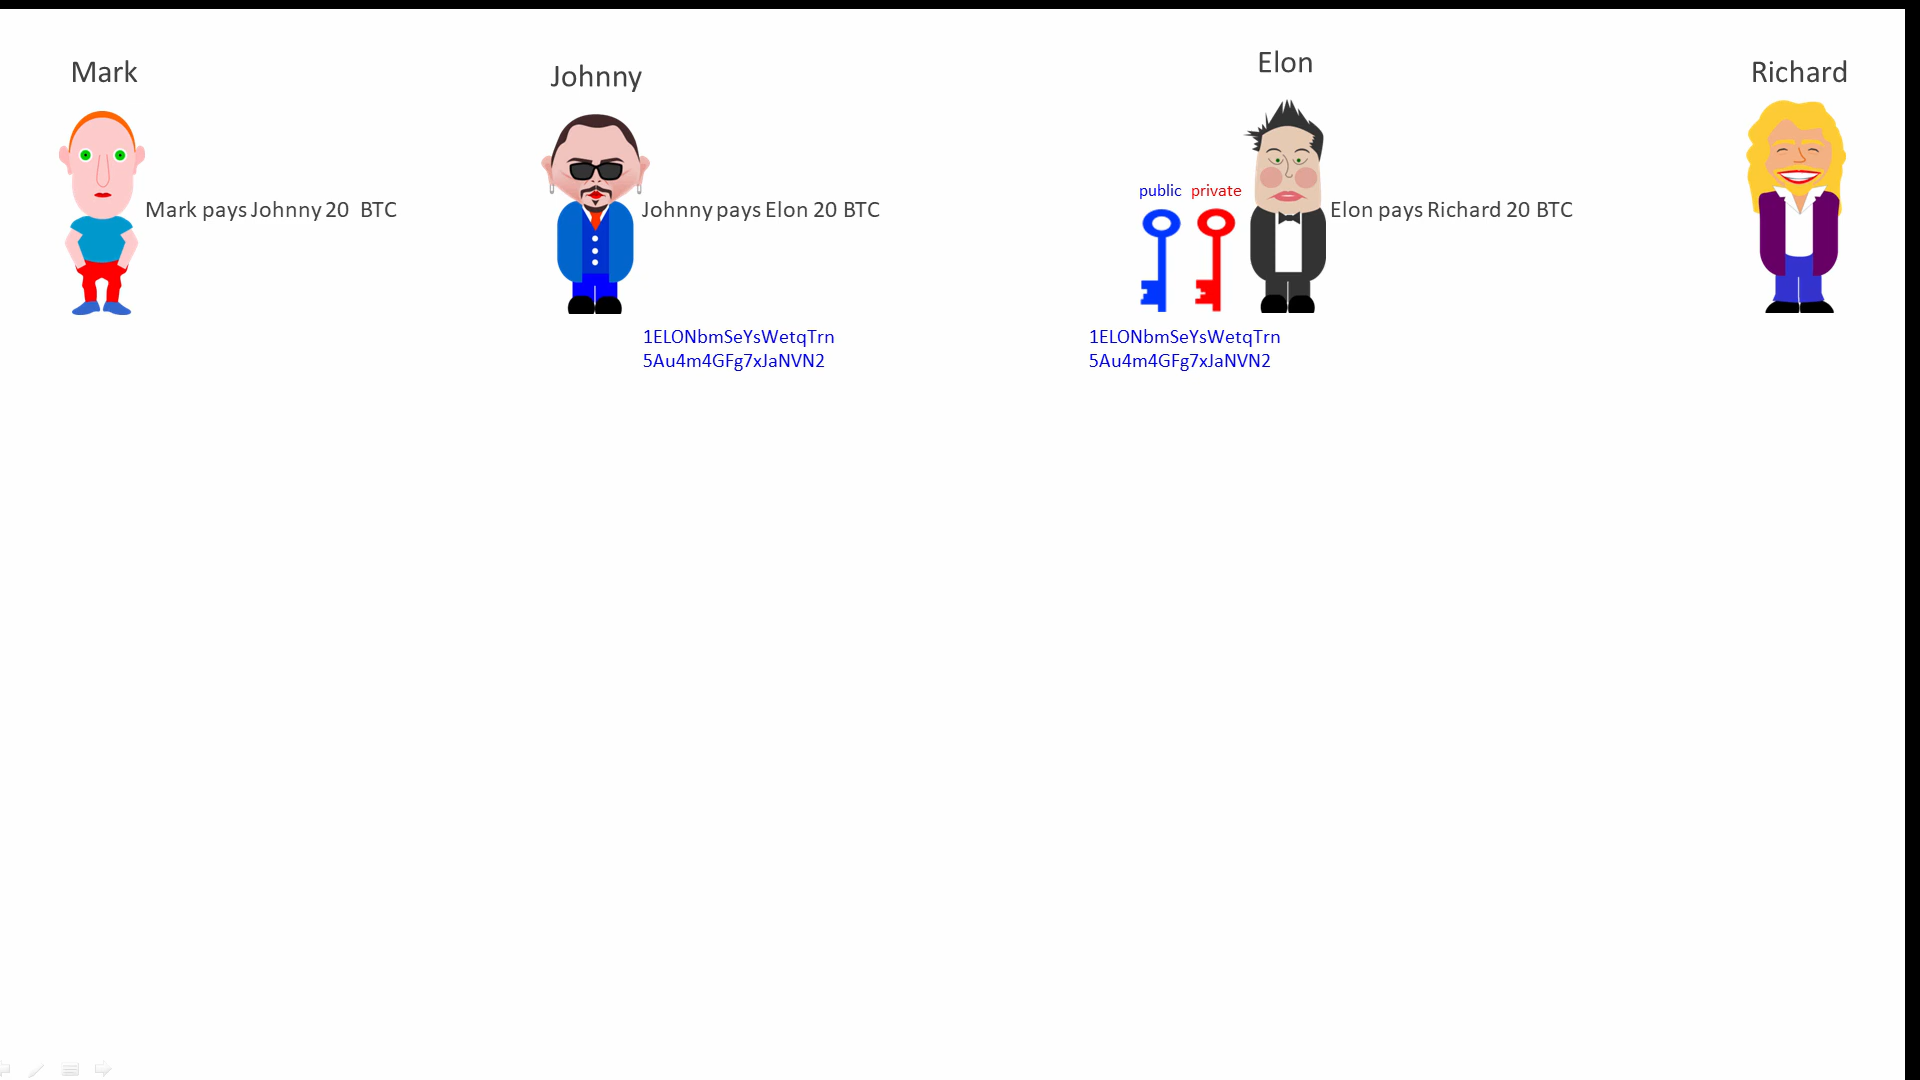 Mark
Johnny
Elon
Richard
public private
Mark pays Johnny 20 BTC
Johnny pays Elon 20 BTC
Elon pays Richard 20 BTC
1ELONbmSeYsWetqTrn
5Au4m4GFg7xJaNVN2
1ELONbmSeYsWetqTrn
5Au4m4GFg7xJaNVN2